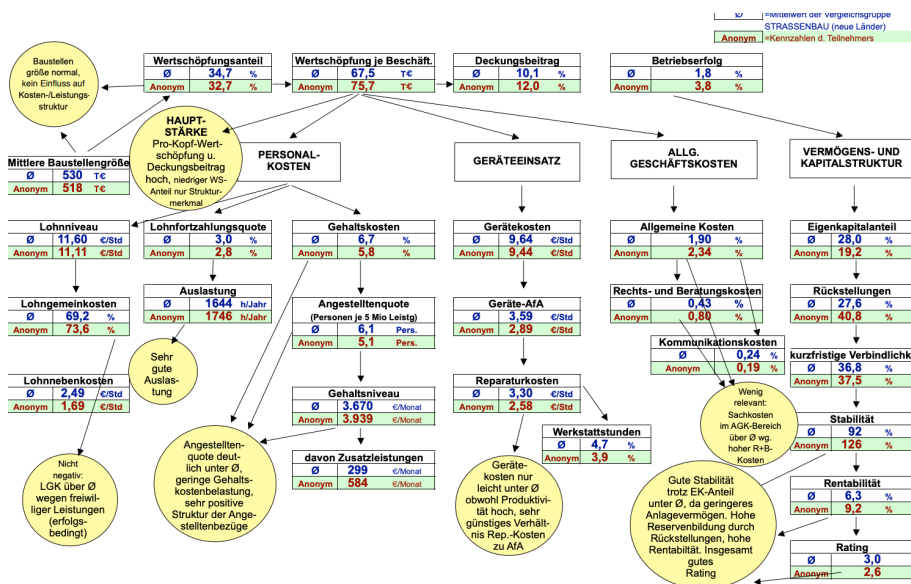 Ø =Mittelwert der Vergleichsgruppe
STRASSENBAU (neue Länder)
Anonym =Kennzahlen d. Teilnehmers
Baustellen
größe normal,
kein Einfluss auf
Kosten-/Leistungs-
struktur
Wertschöpfungsanteil
Ø 34,7 %
Anonym 32,7 %
Wertschöpfung je Beschäft.
Ø 67,5 T€
Anonym 75,7 T€
Deckungsbeitrag
Ø 10,1 %
Anonym 12,0 %
Betriebserfolg
Ø 1,8 %
Anonym 3,8 %
HAUPT-
STÄRKE
Pro-Kopf-Wert-
schöpfung u.
Deckungsbeitrag
hoch, niedriger WS-
Anteil nur Struktur-
merkmal
Mittlere Baustellengröße
Ø 530 T€
Anonym 518 T€
PERSONAL-
KOSTEN
GERÄTEEINSATZ
ALLG.
GESCHÄFTSKOSTEN
VERMÖGENS- UND
KAPITALSTRUKTUR
Lohnniveau
Ø 11,60 €/Std
Anonym 11,11 €/Std
Lohnfortzahlungsquote
Ø 3,0 %
Anonym 2,8 %
Gehaltskosten
Ø 6,7 %
Anonym 5,8 %
Gerätekosten
Ø 9,64 €/Std
Anonym 9,44 €/Std
Allgemeine Kosten
Ø 1,90 %
Anonym 2,34 %
Eigenkapitalanteil
Ø 28,0 %
Anonym 19,2 %
Lohngemeinkosten
Ø 69,2 %
Anonym 73,6 %
Auslastung
Ø 1644 h/Jahr
Anonym 1746 h/Jahr
Angestelltenquote
(Personen je 5 Mio Leistg)
Ø 6,1 Pers.
Anonym 5,1 Pers.
Geräte-AfA
Ø 3,59 €/Std
Anonym 2,89 €/Std
Rechts- und Beratungskosten
Ø 0,43 %
Anonym 0,80 %
Rückstellungen
Ø 27,6 %
Anonym 40,8 %
Kommunikationskosten
Ø 0,24 %
Anonym 0,19 %
kurzfristige Verbindlichk
Ø 36,8 %
Anonym 37,5 %
Sehr
gute
Auslas-
tung
Lohnnebenkosten
Ø 2,49 €/Std
Anonym 1,69 €/Std
Gehaltsniveau
Ø 3.670 €/Monat
Anonym 3.939 €/Monat
Reparaturkosten
Ø 3,30 €/Std
Anonym 2,58 €/Std
Werkstattstunden
Ø 4,7 %
Anonym 3,9 %
Wenig
relevant:
Sachkosten
im AGK-Bereich
über Ø wg.
hoher R+B-
Kosten
Stabilität
Ø 92 %
Anonym 126 %
Nicht
negativ:
LGK über Ø
wegen freiwil-
liger Leistungen
(erfolgs-
bedingt)
Angestellten-
quote deut-
lich unter Ø,
geringe Gehalts-
kostenbelastung,
sehr positive
Struktur der Ange-
stelltenbezüge
davon Zusatzleistungen
Ø 299 €/Monat
Anonym 584 €/Monat
Geräte-
kosten nur
leicht unter Ø
obwohl Produktivi-
tät hoch, sehr
günstiges Verhält-
nis Rep.-Kosten
zu AfA
Gute Stabilität
trotz EK-Anteil
unter Ø, da geringeres
Anlagevermögen. Hohe
Reservenbildung durch
Rückstellungen, hohe
Rentabiltät. Insgesamt
gutes
Rating
Rentabilität
Ø 6,3 %
Anonym 9,2 %
Rating
Ø 3,0
Anonym 2,6